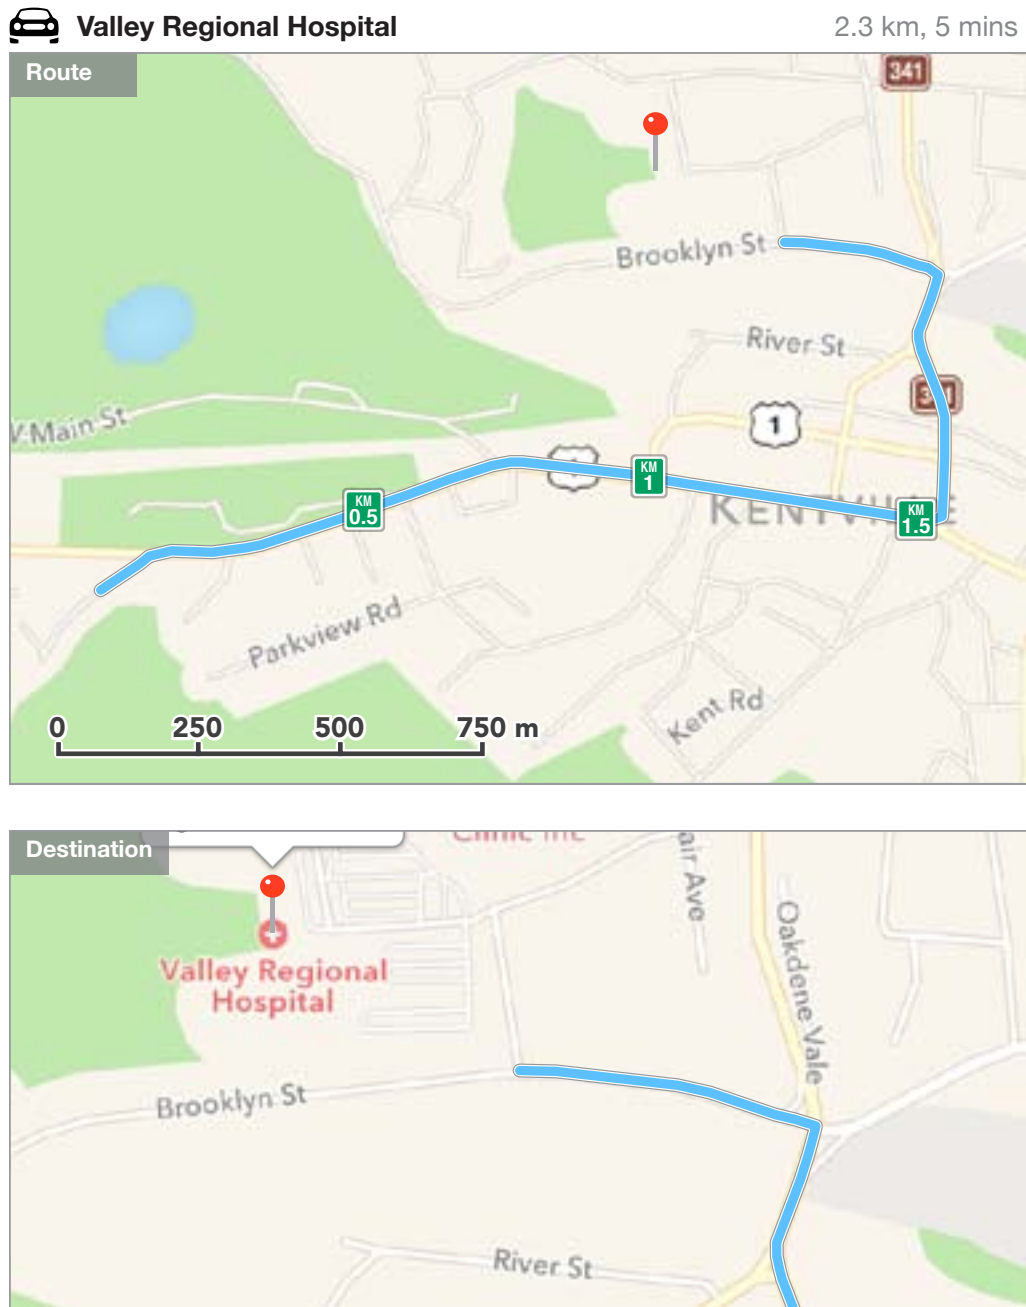 Valley Regional Hospital
2.3 km, 5 mins
Route
341
Brooklyn St
River St
1
Main St
KM
1
KM
0.5
KENTVILLE
KM
1.5
Parkview Rd
Kent Rd
0 250 500 750 m
Destination
Ave
Oakdene Vale
Valley Regional
Hospital
Brooklyn St
River St